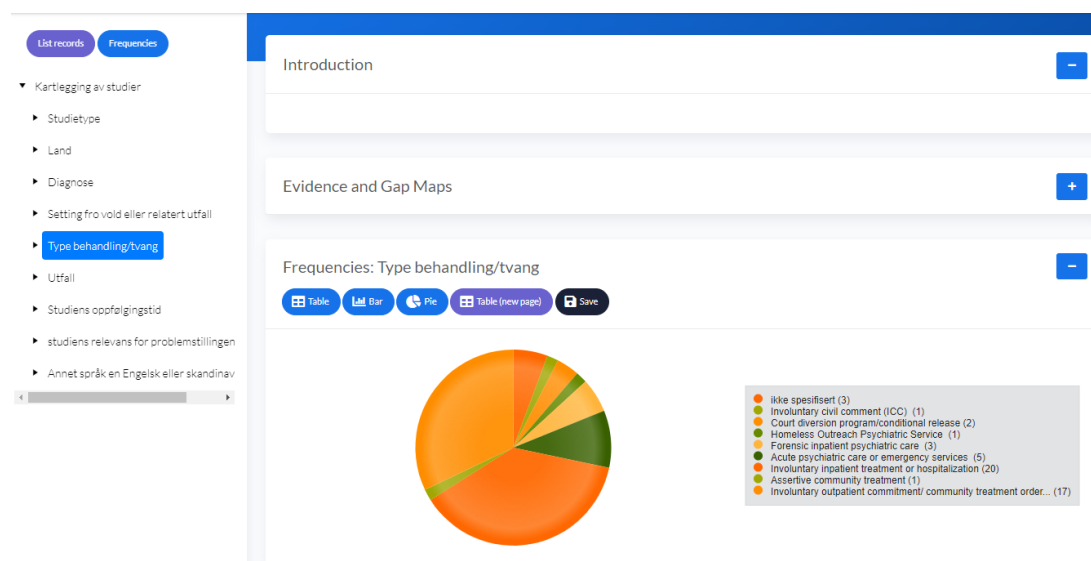 List records
Frequencies
Kartlegging av studier
Studietype
Land
Diagnose
Setting fro vold eller relatert utfall
Type behandling/tvang
Utfall
Studiens oppfølgingstid
studiens relevans for problemstillingen
Annet språk en Engelsk eller skandinav
Introduction
Evidence and Gap Maps
Frequencies: Type behandling/tvang
Table
Bar
Pie
Table (new page)
Save
ikke spesifisert (3)
Involuntary civil comment (ICC) (1)
Court diversion program/conditional release (2)
Homeless Outreach Psychiatric Service (1)
Forensic inpatient psychiatric care (3)
Acute psychiatric care or emergency services (5)
Involuntary inpatient treatment or hospitalization (20)
Assertive community treatment (1)
Involuntary outpatient commitment/ community treatment order... (17)